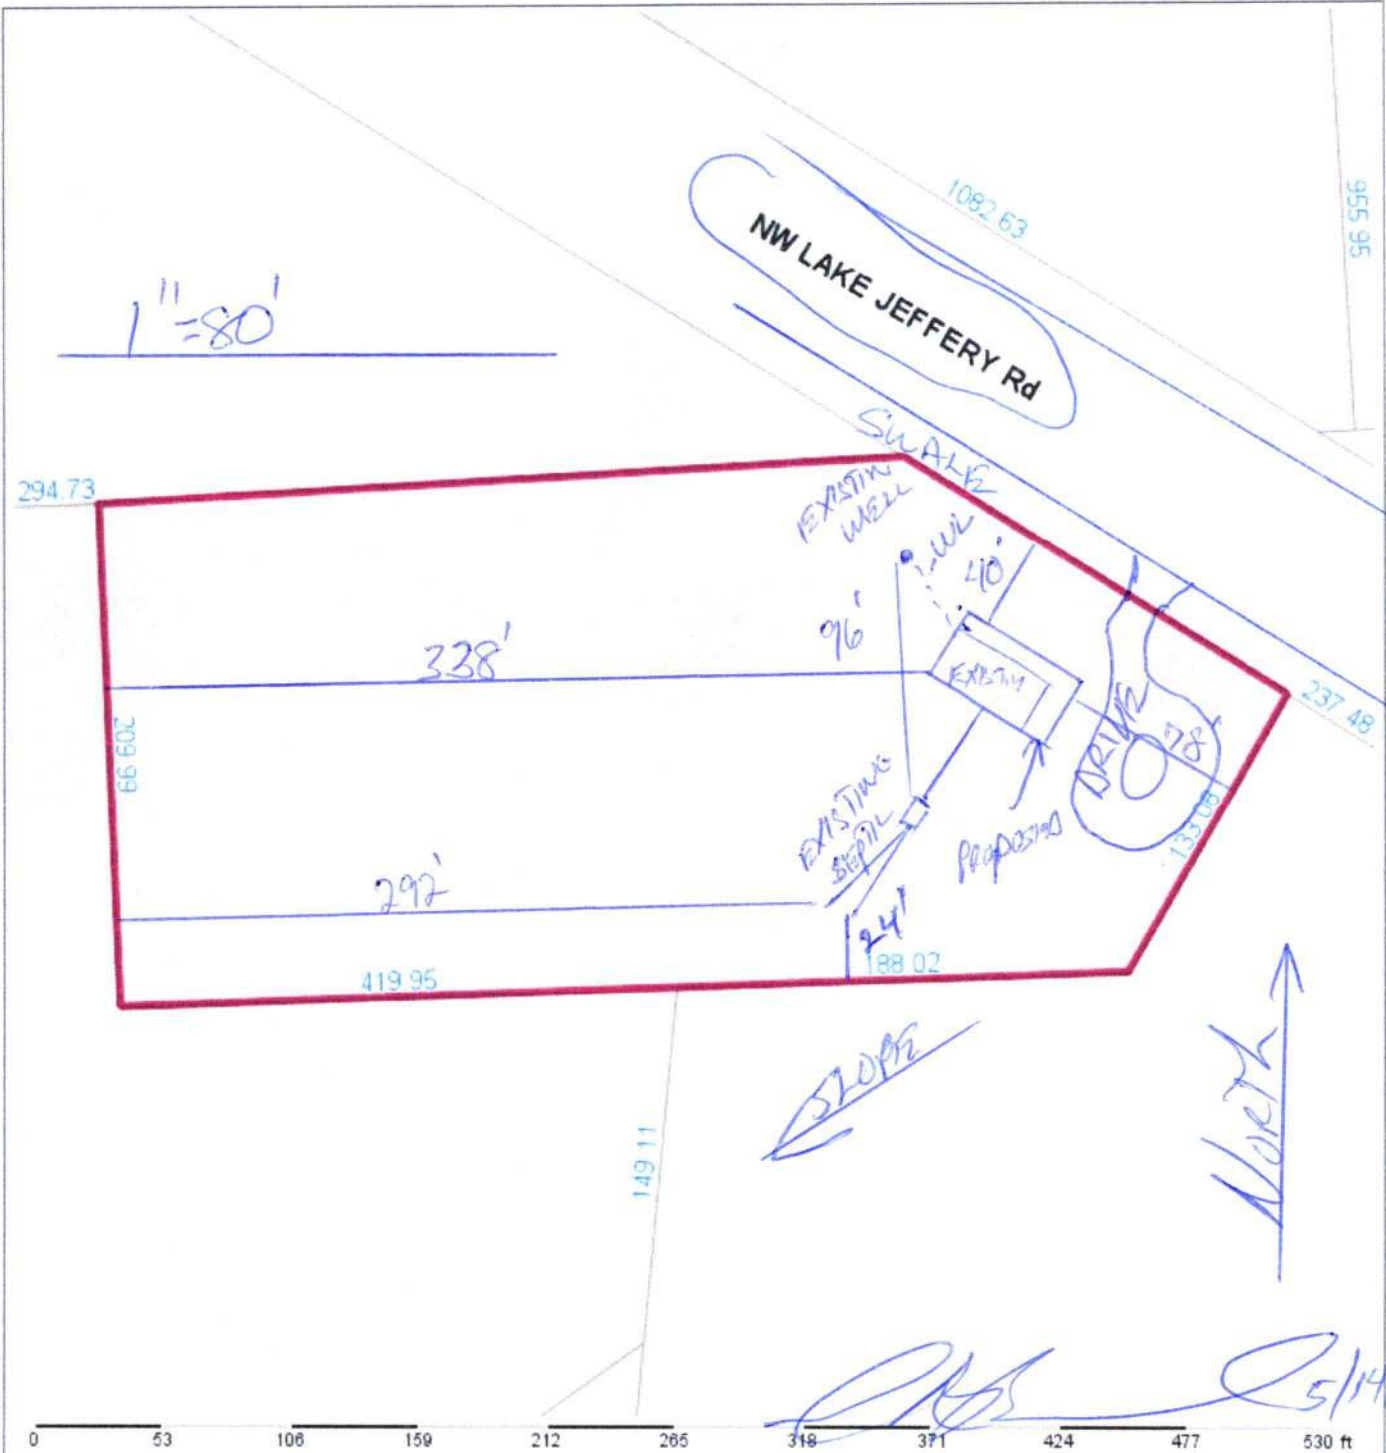 1082 63
955 95
NW LAKE JEFFERY Rd
1"=80'
SWALE
294.73
EXISTIN
WELL
WL
40'
96'
338'
EXISTIN
237 48
209 99
DRIVE
78'
EXISTING
SEPTIC
PROPOSED
133 08
292'
24'
419 95
188 02
SLOPE
NORTH
149 11
5/14
0 53 106 159 212 265 318 371 424 477 530 ft